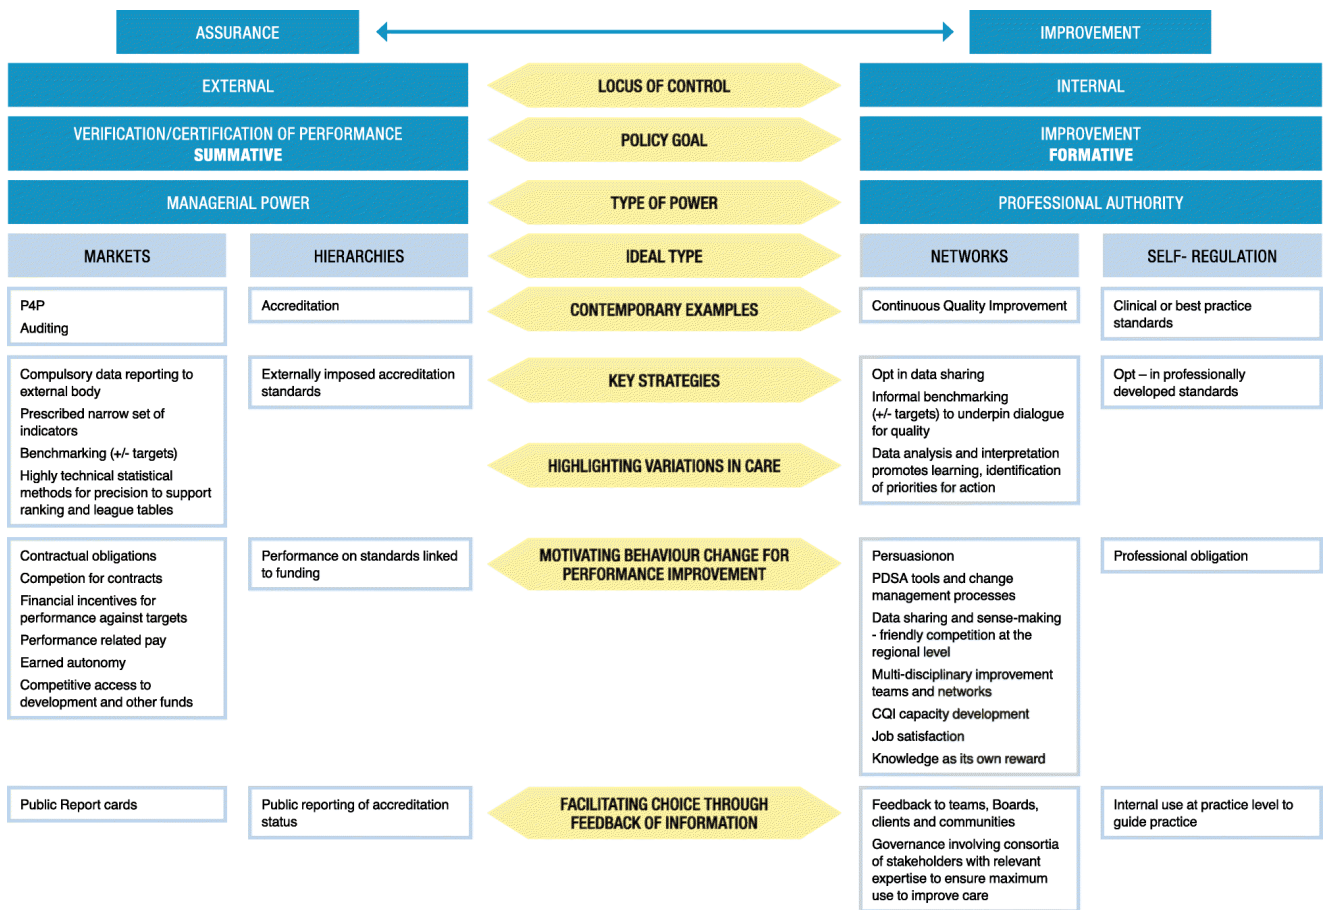 ASSURANCE
IMPROVEMENT
EXTERNAL
LOCUS OF CONTROL
INTERNAL
VERIFICATION/CERTIFICATION OF PERFORMANCE
SUMMATIVE
POLICY GOAL
IMPROVEMENT
FORMATIVE
MANAGERIAL POWER
TYPE OF POWER
PROFESSIONAL AUTHORITY
MARKETS
HIERARCHIES
IDEAL TYPE
NETWORKS
SELF- REGULATION
P4P
Auditing
Accreditation
CONTEMPORARY EXAMPLES
Continuous Quality Improvement
Clinical or best practice
standards
Compulsory data reporting to
external body
Prescribed narrow set of
indicators
Benchmarking (+/- targets)
Highly technical statistical
methods for precision to support
ranking and league tables
Externally imposed accreditation
standards
KEY STRATEGIES
HIGHLIGHTING VARIATIONS IN CARE
Opt in data sharing
Informal benchmarking
(+/- targets) to underpin dialogue
for quality
Data analysis and interpretation
promotes learning, identification
of priorities for action
Opt – in professionally
developed standards
Contractual obligations
Competion for contracts
Financial incentives for
performance against targets
Performance related pay
Earned autonomy
Competitive access to
development and other funds
Performance on standards linked
to funding
MOTIVATING BEHAVIOUR CHANGE FOR
PERFORMANCE IMPROVEMENT
Persuasionon
PDSA tools and change
management processes
Data sharing and sense-making
- friendly competition at the
regional level
Multi-disciplinary improvement
teams and networks
CQI capacity development
Job satisfaction
Knowledge as its own reward
Professional obligation
Public Report cards
Public reporting of accreditation
status
FACILITATING CHOICE THROUGH
FEEDBACK OF INFORMATION
Feedback to teams, Boards,
clients and communities
Governance involving consortia
of stakeholders with relevant
expertise to ensure maximum
use to improve care
Internal use at practice level to
guide practice